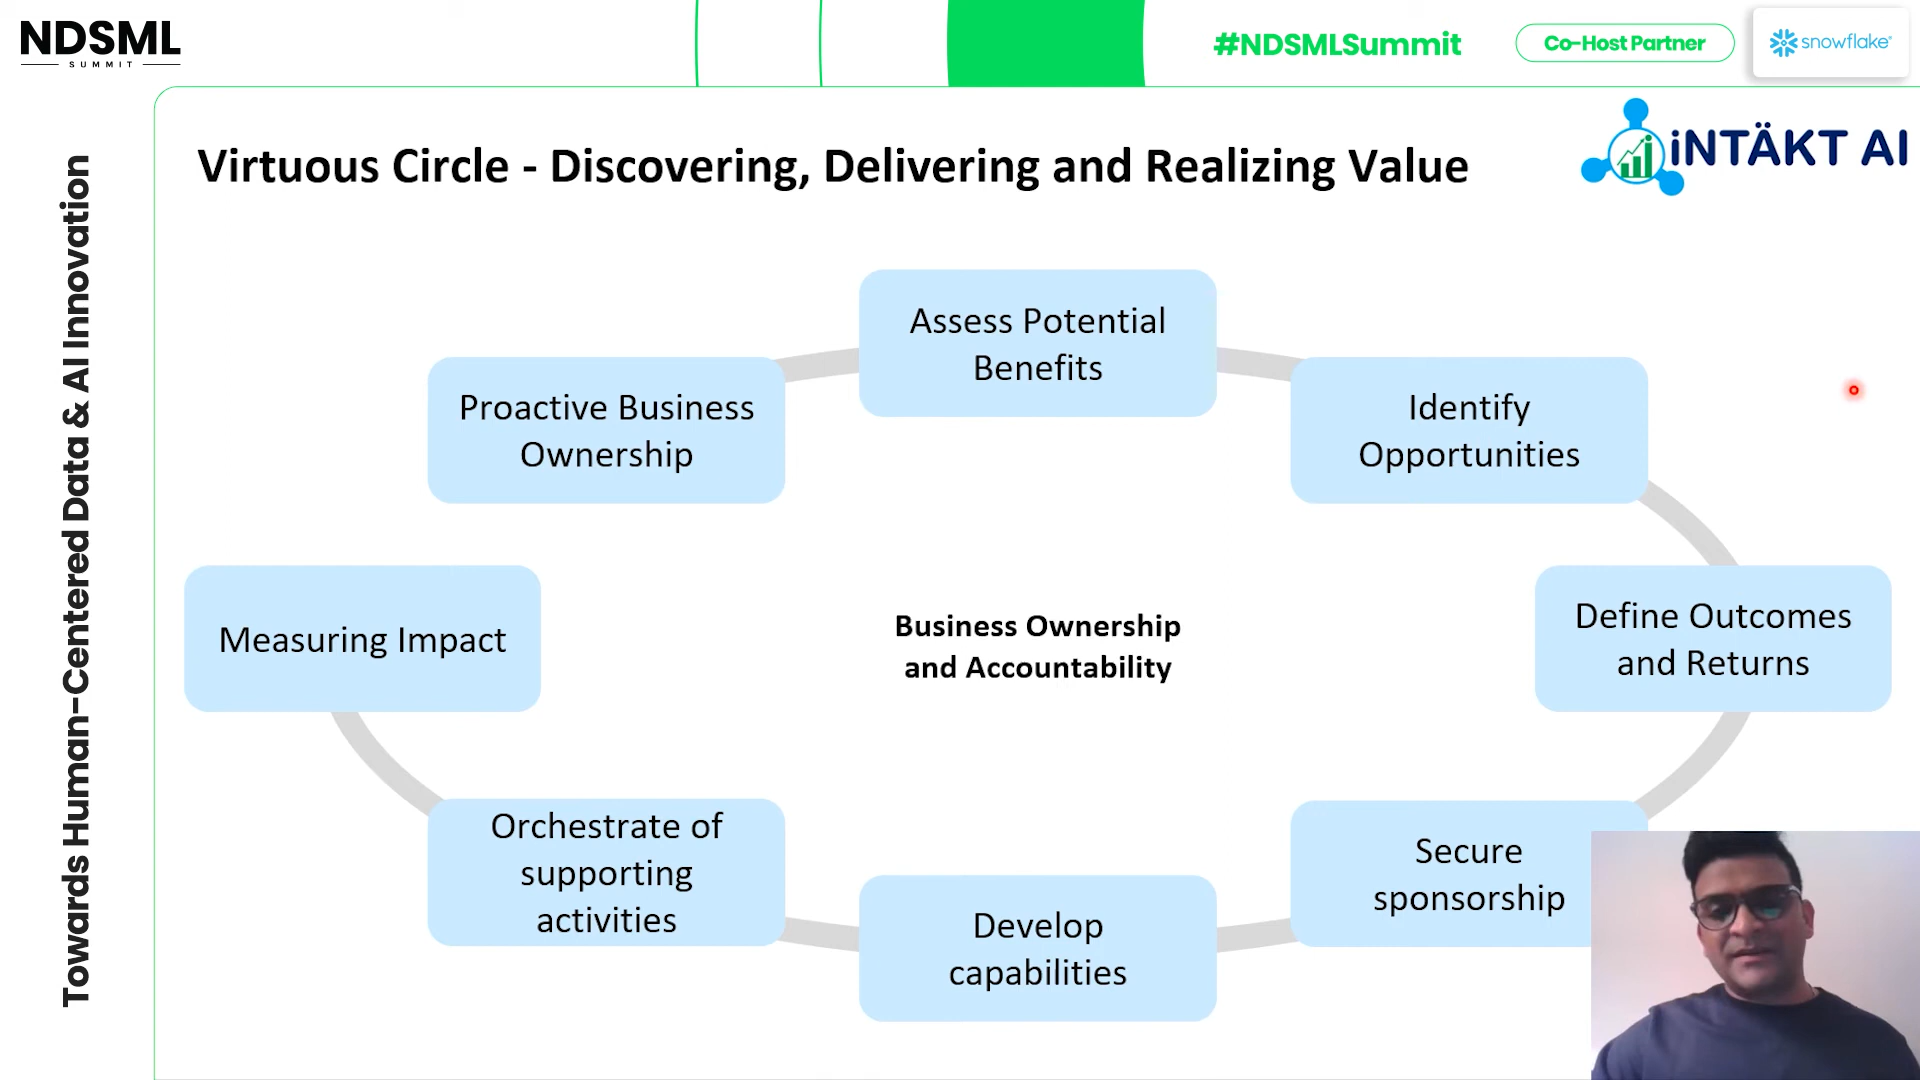 NDSML
SUMMIT
#NDSMLSummit
Co-Host Partner
snowflake
iNTÄKT AI
Towards Human-Centered Data & AI Innovation
Virtuous Circle - Discovering, Delivering and Realizing Value
Assess Potential
Benefits
Proactive Business
Ownership
Identify
Opportunities
Measuring Impact
Business Ownership
and Accountability
Define Outcomes
and Returns
Orchestrate of
supporting
activities
Develop
capabilities
Secure
sponsorship